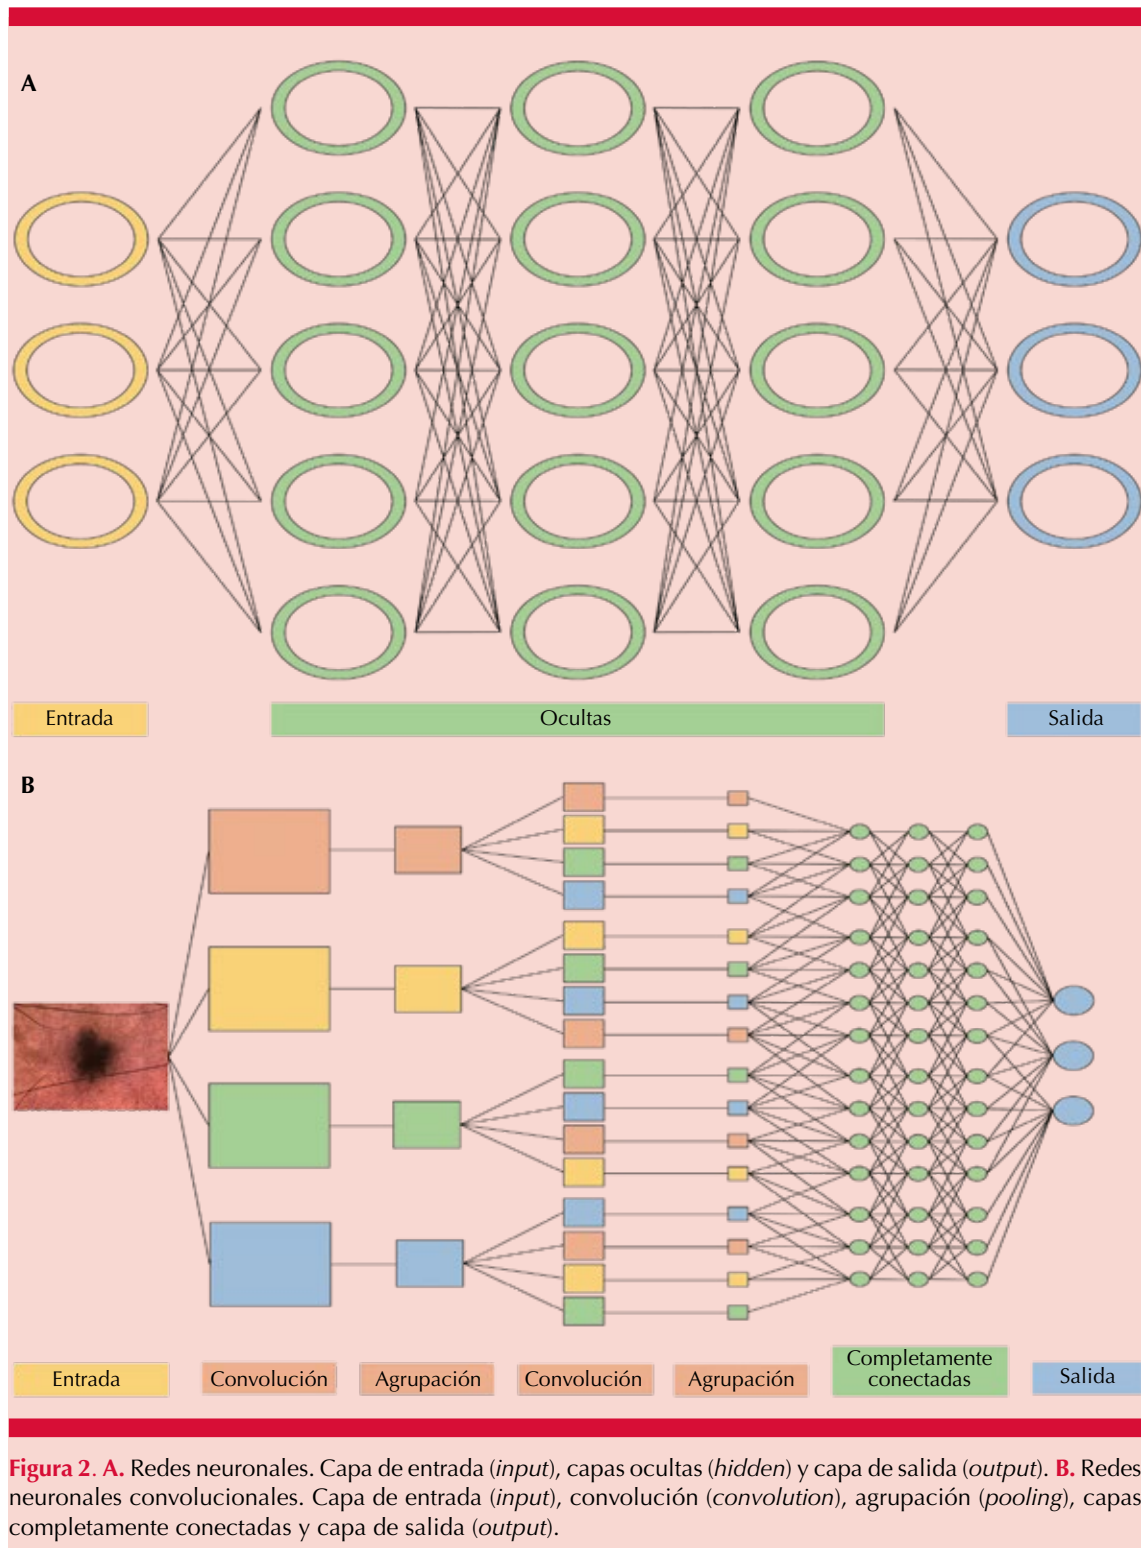 A
Entrada
Ocultas
Salida
B
Entrada
Convolución
Agrupación
Convolución
Agrupación
Completamente
conectadas
Salida
Figura 2. A. Redes neuronales. Capa de entrada (input), capas ocultas (hidden) y capa de salida (output). B. Redes
neuronales convolucionales. Capa de entrada (input), convolución (convolution), agrupación (pooling), capas
completamente conectadas y capa de salida (output).